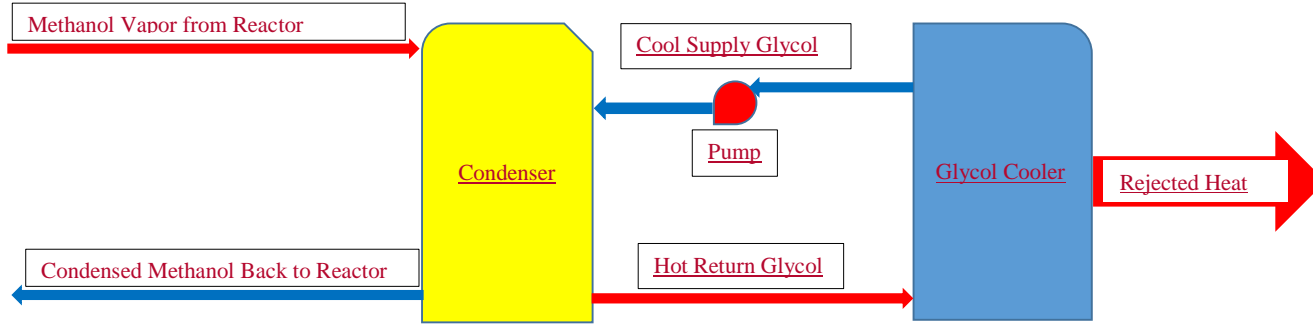 Methanol Vapor from Reactor
Cool Supply Glycol
Pump
Condenser
Glycol Cooler
Rejected Heat
Condensed Methanol Back to Reactor
Hot Return Glycol